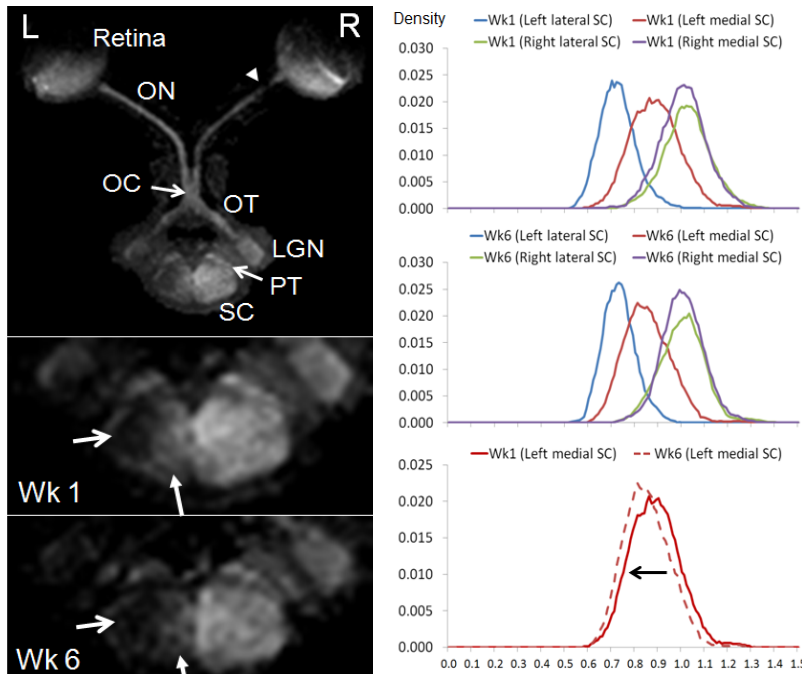 L
R
Retina
ON
OC
OT
LGN
PT
SC
Wk 1
Wk 6
Density
Wk1 (Left lateral SC) Wk1 (Left medial SC)
Wk1 (Right lateral SC) Wk1 (Right medial SC)
0.030
0.025
0.020
0.015
0.010
0.005
0.000
Wk6 (Left lateral SC) Wk6 (Left medial SC)
Wk6 (Right lateral SC) Wk6 (Right medial SC)
0.030
0.025
0.020
0.015
0.010
0.005
0.000
Wk1 (Left medial SC) Wk6 (Left medial SC)
0.025
0.020
0.015
0.010
0.005
0.000
0.0 0.1 0.2 0.3 0.4 0.5 0.6 0.7 0.8 0.9 1.0 1.1 1.2 1.3 1.4 1.5